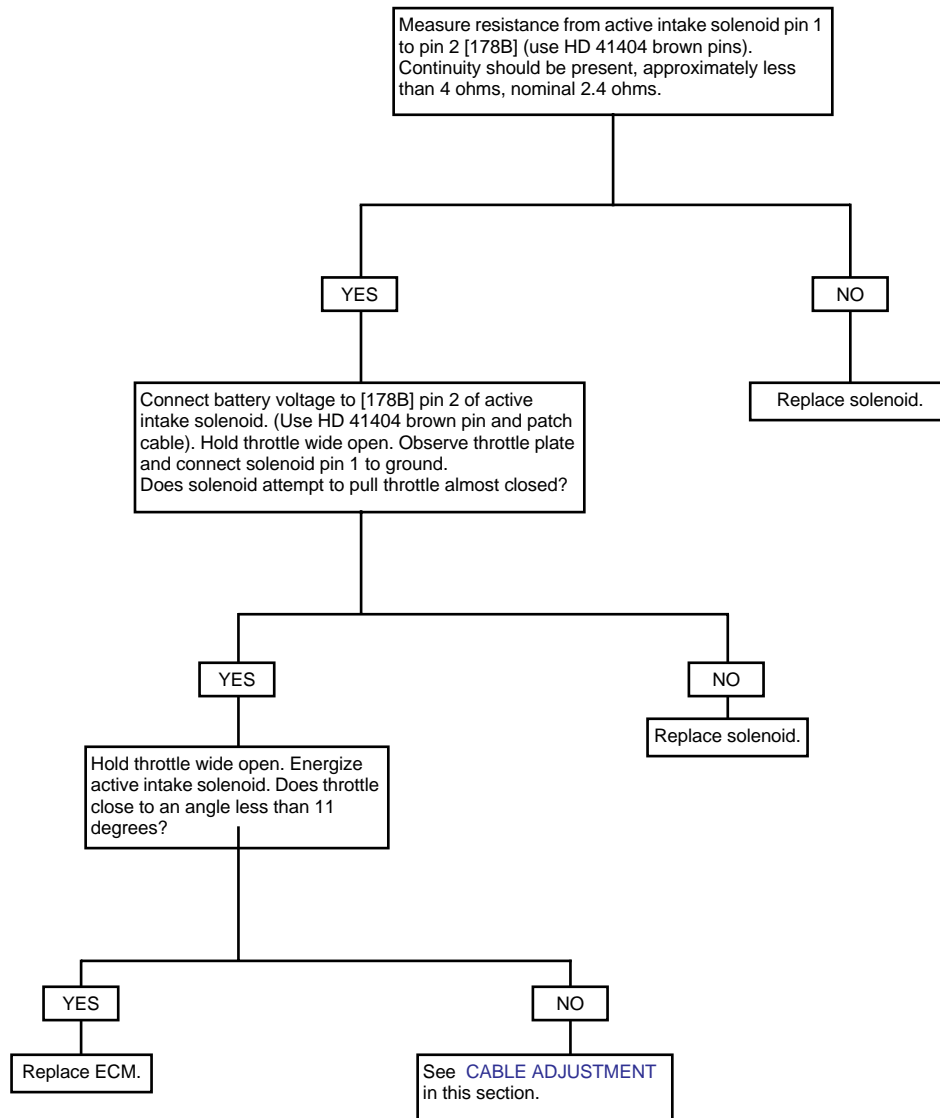 Measure resistance from active intake solenoid pin 1
to pin 2 [178B] (use HD 41404 brown pins).
Continuity should be present, approximately less
than 4 ohms, nominal 2.4 ohms.
YES
NO
Connect battery voltage to [178B] pin 2 of active
intake solenoid. (Use HD 41404 brown pin and patch
cable). Hold throttle wide open. Observe throttle plate
and connect solenoid pin 1 to ground.
Does solenoid attempt to pull throttle almost closed?
Replace solenoid.
YES
NO
Replace solenoid.
Hold throttle wide open. Energize
active intake solenoid. Does throttle
close to an angle less than 11
degrees?
YES
NO
Replace ECM.
See CABLE ADJUSTMENT
in this section.